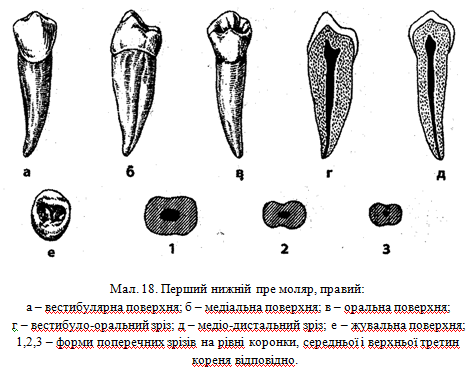 а б в г д
е 1 2 3
Мал. 18. Перший нижній пре моляр, правий:
а – вестибулярна поверхня; б – медіальна поверхня; в – оральна поверхня;
г – вестибуло-оральний зріз; д – медіо-дистальний зріз; е – жувальна поверхня;
1,2,3 – форми поперечних зрізів на рівні коронки, середньої і верхньої третин
кореня відповідно.